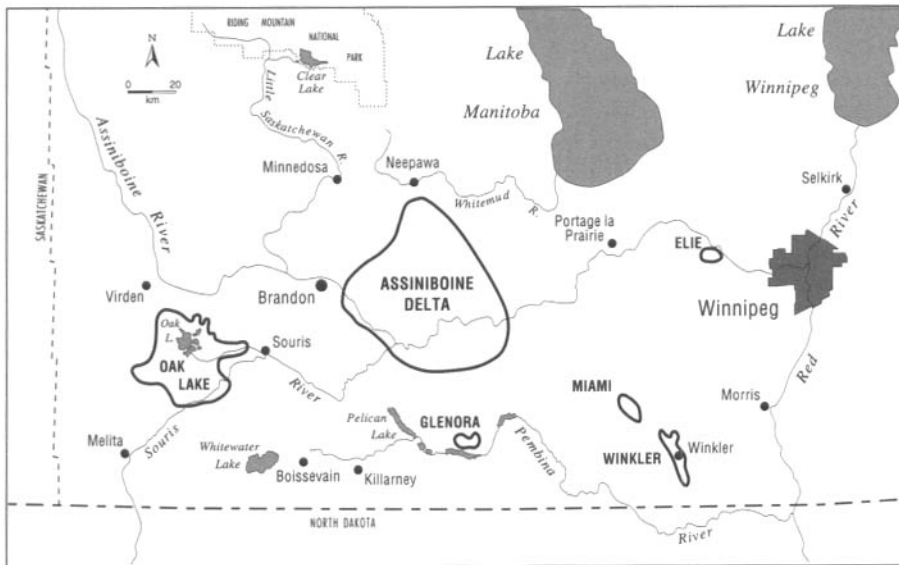 RIDING MOUNTAIN
NATIONAL
PARK
N
0 20
km
Clear
Lake
Little
Saskatchewan R.
Lake
Manitoba
Lake
Winnipeg
Assiniboine
River
Minnedosa
Neepawa
Whitemud
R.
Selkirk
River
SASKATCHEWAN
Portage la
Prairie
ELIE
Virden
Brandon
ASSINIBOINE
DELTA
Winnipeg
Oak
L.
Souris
OAK
LAKE
River
Red
MIAMI
Morris
Pelican
Lake
GLENORA
Melita
Souris
Whitewater
Lake
Boissevain
Killarney
Pembina
WINKLER
Winkler
NORTH DAKOTA
River